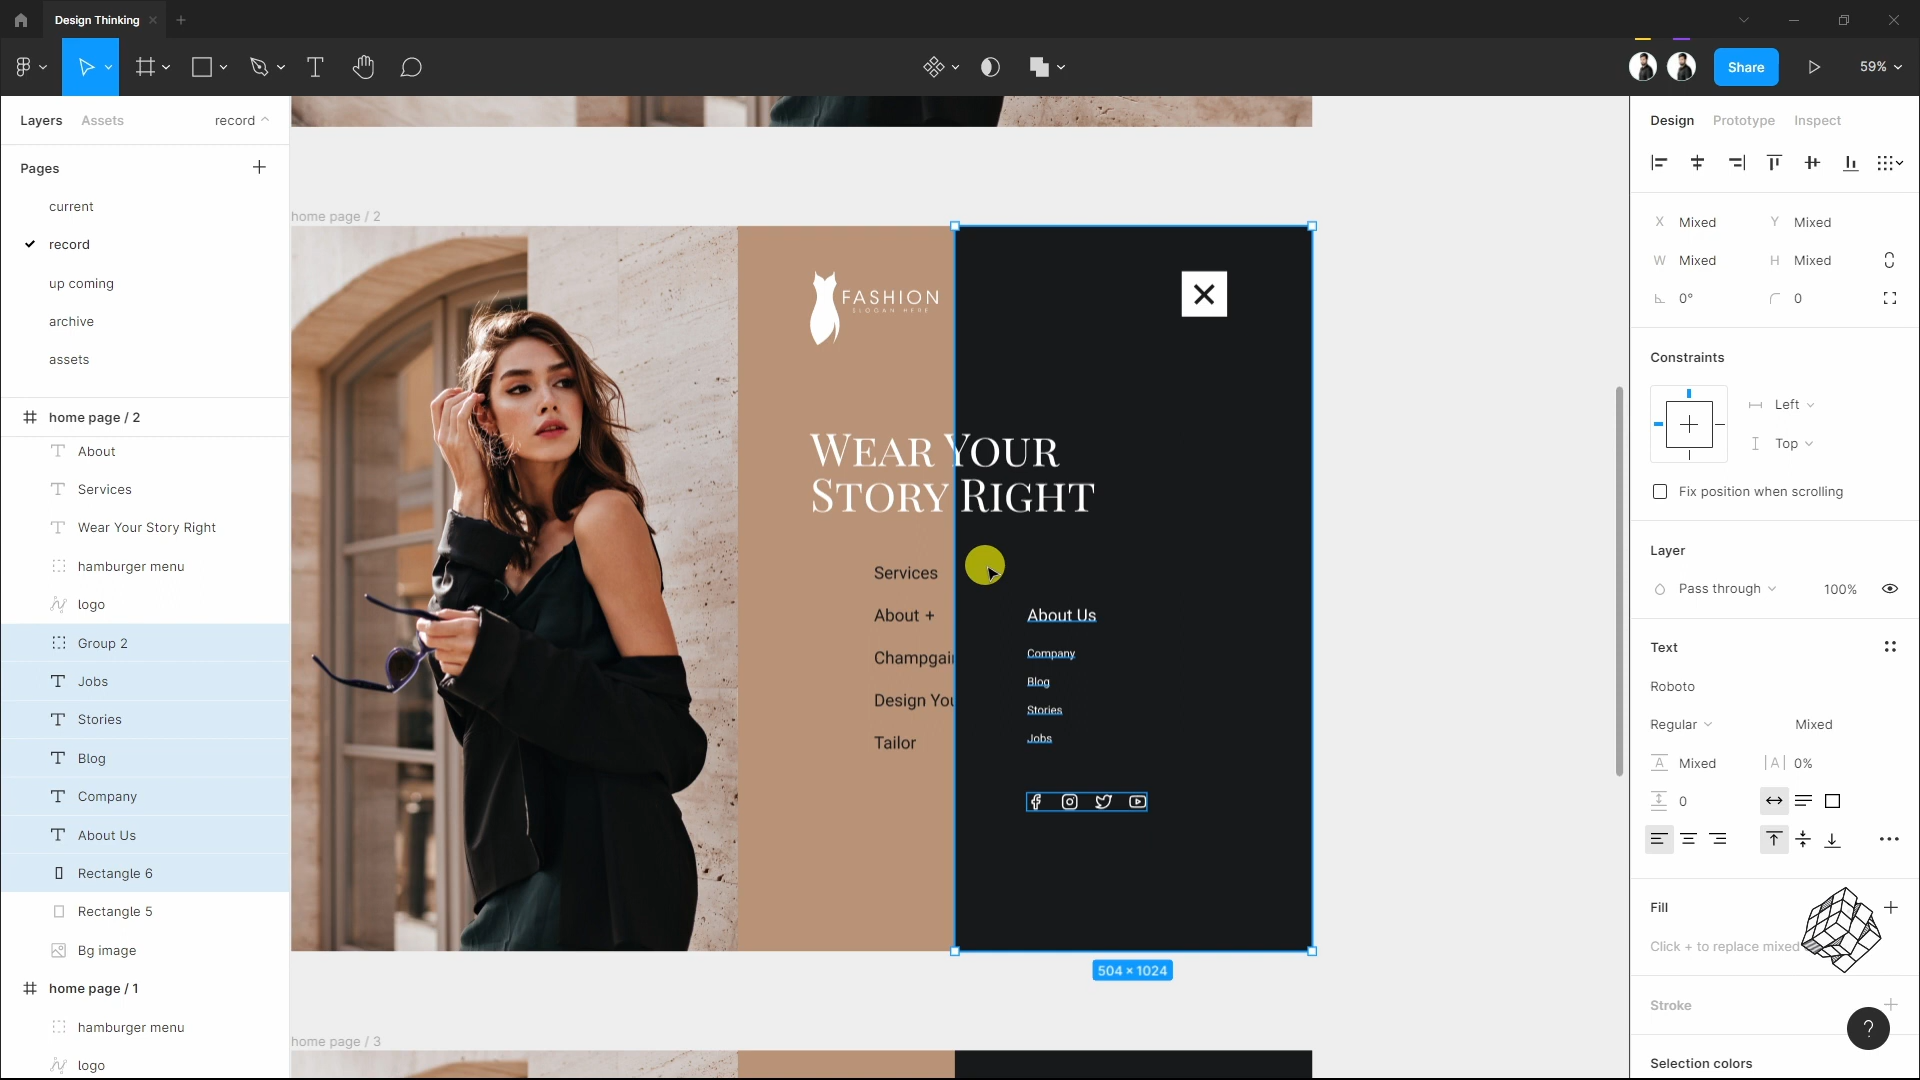 Design Thinking
Share
59%
Layers
Assets
record
Pages
current
record
up coming
archive
assets
home page / 2
About
Services
Wear Your Story Right
hamburger menu
logo
Group 2
Jobs
Stories
Blog
Company
About Us
Rectangle 6
Rectangle 5
Bg image
home page / 1
hamburger menu
logo
home page / 2
FASHION
SLOGAN HERE
WEAR YOUR
STORY RIGHT
Services
About +
Champgai
Design You
Tailor
About Us
Company
Blog
Stories
Jobs
504 × 1024
home page / 3
Design
Prototype
Inspect
X Mixed
Y Mixed
W Mixed
H Mixed
0°
0
Constraints
Left
Top
Fix position when scrolling
Layer
Pass through
100%
Text
Roboto
Regular
Mixed
A Mixed
|A| 0%
0
Fill
Click + to replace mixed
Stroke
?
Selection colors